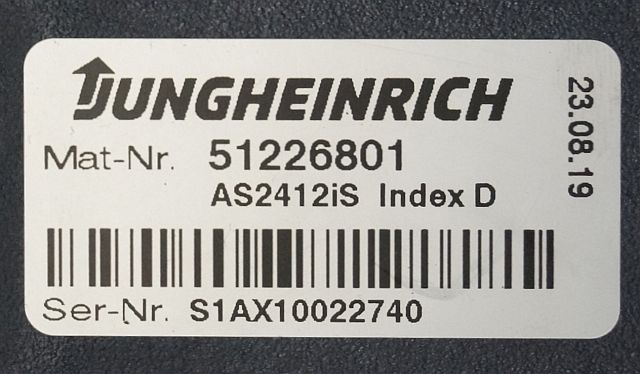 JUNGHEINRICH
Mat-Nr. 51226801
AS2412iS Index D
Ser-Nr. S1AX10022740
23.08.19